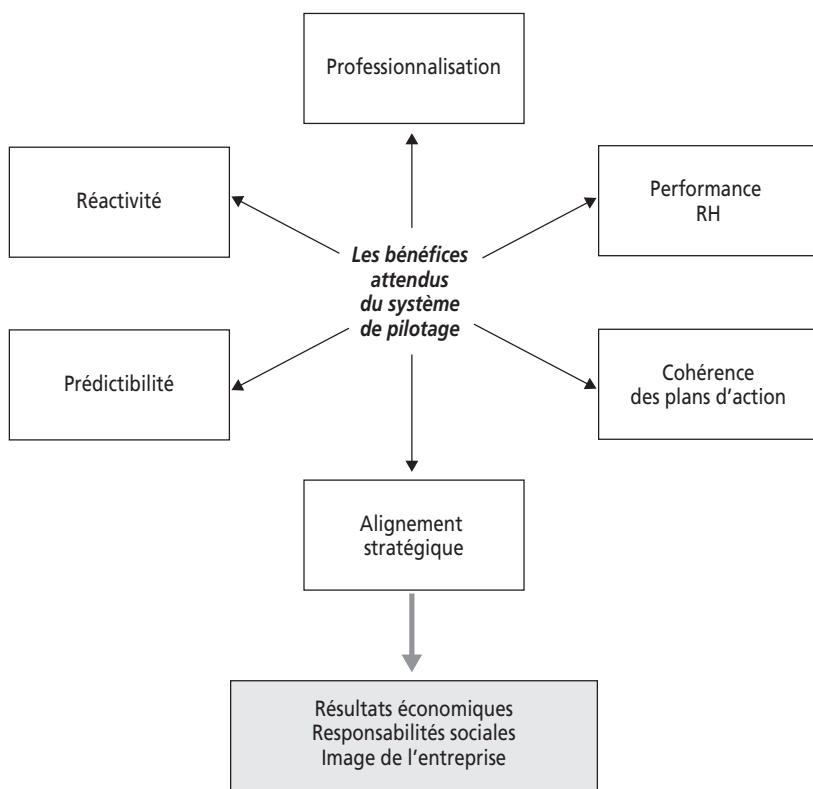 Professionnalisation
Réactivité
Performance
RH
Les bénéfices
attendus
du système
de pilotage
Prédictibilité
Cohérence
des plans d’action
Alignement
stratégique
Résultats économiques
Responsabilités sociales
Image de l’entreprise